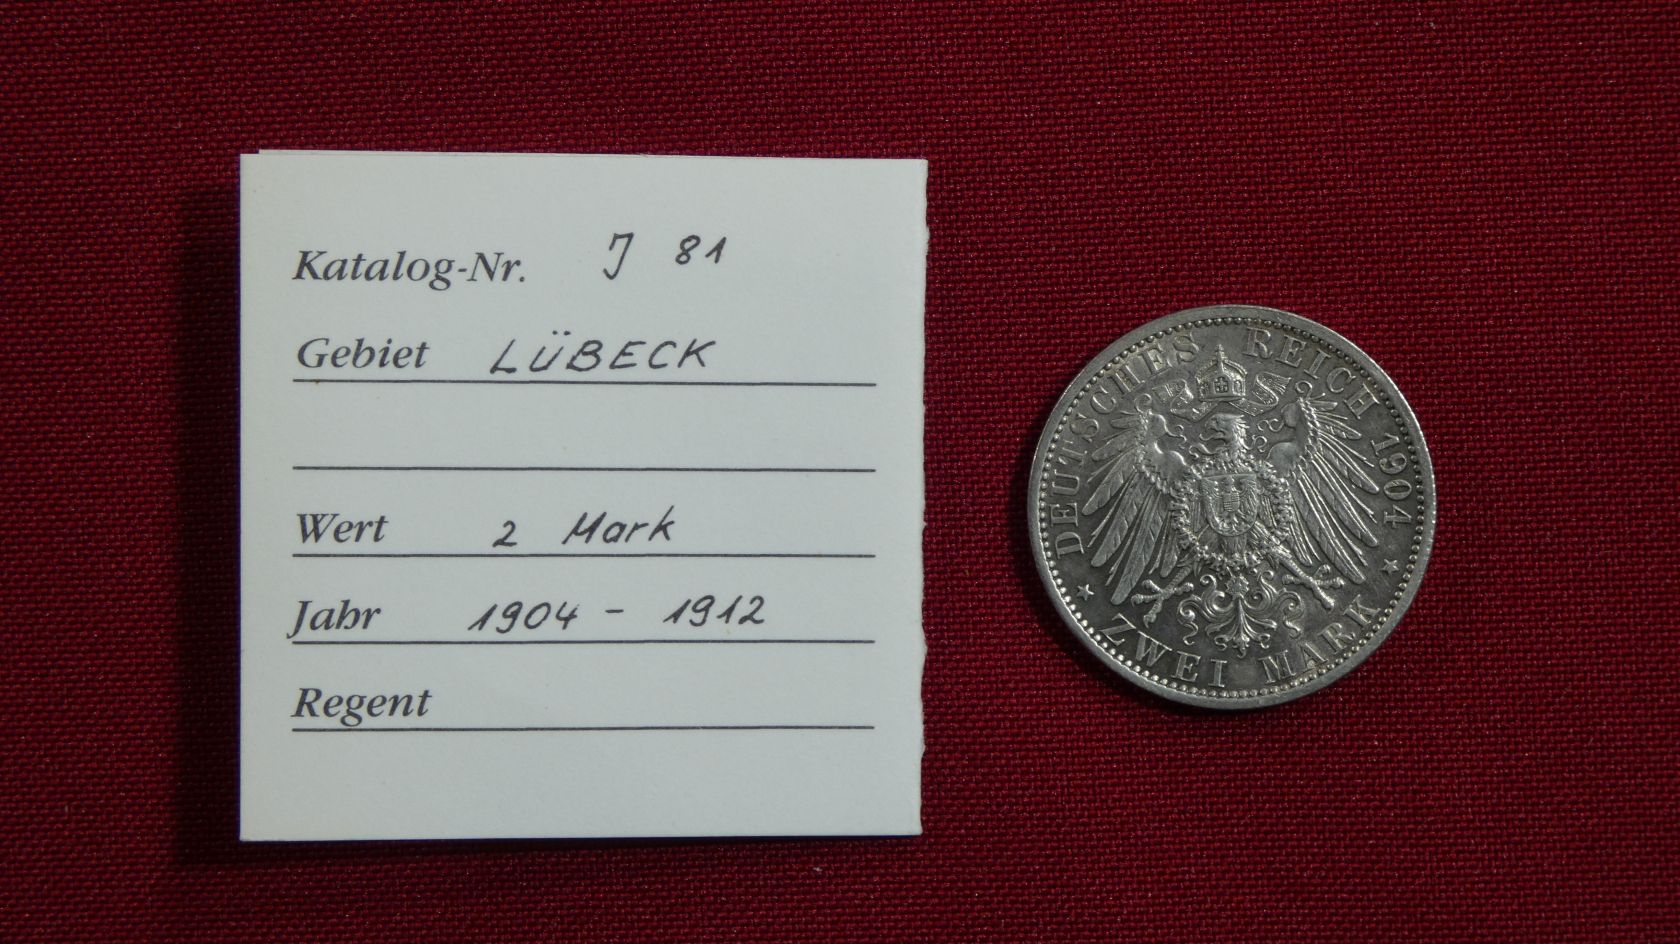 Katalog-Nr. J 81
Gebiet LÜBECK
Wert 2 Mark
Jahr 1904 - 1912
Regent
DEUTSCHES REICH 1904
ZWEI MARK